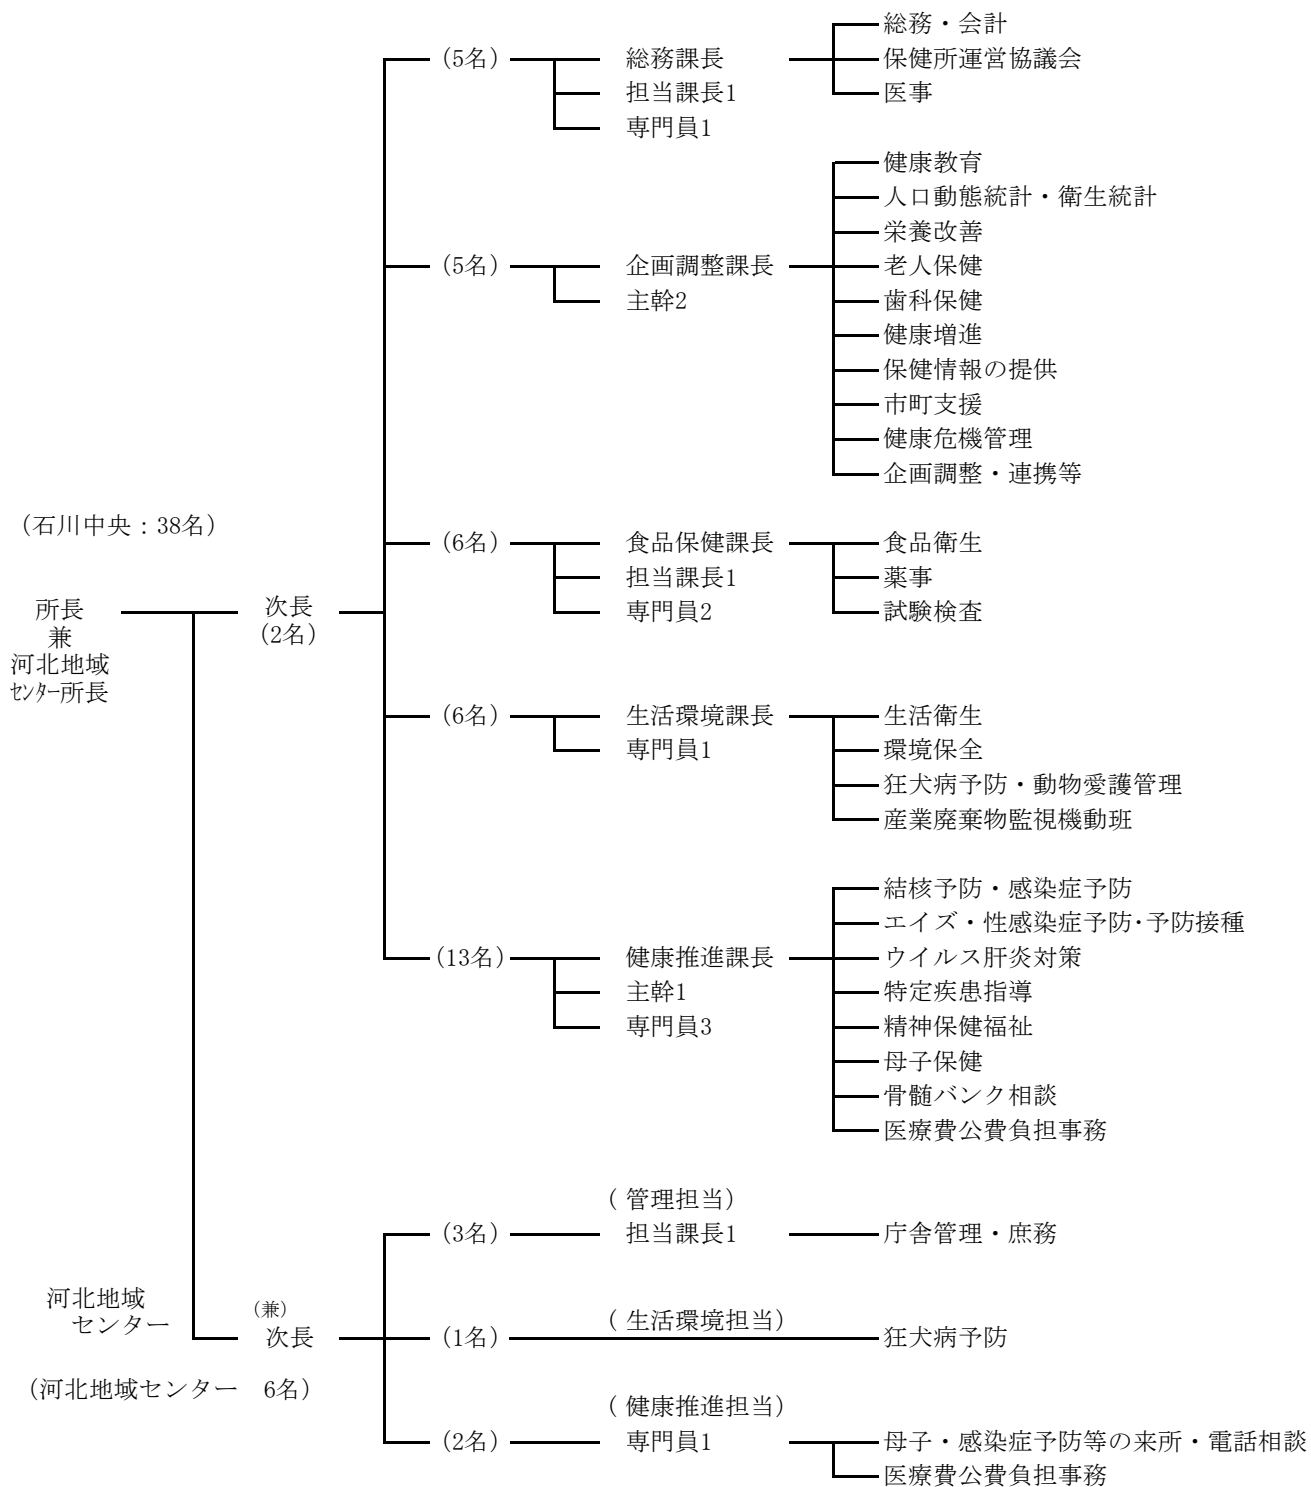 総務・会計
(5名) 総務課長 保健所運営協議会
担当課長1 医事
専門員1
健康教育
人口動態統計・衛生統計
栄養改善
(5名) 企画調整課長 老人保健
主幹2 歯科保健
健康増進
保健情報の提供
市町支援
健康危機管理
企画調整・連携等
(石川中央:38名)
(6名) 食品保健課長 食品衛生
担当課長1 薬事
専門員2 試験検査
所長 次長
兼 (2名)
河北地域
センター所長
(6名) 生活環境課長 生活衛生
専門員1 環境保全
狂犬病予防・動物愛護管理
産業廃棄物監視機動班
結核予防・感染症予防
エイズ・性感染症予防・予防接種
(13名) 健康推進課長 ウイルス肝炎対策
主幹1 特定疾患指導
専門員3 精神保健福祉
母子保健
骨髄バンク相談
医療費公費負担事務
(管理担当)
(3名) 担当課長1 庁舎管理・庶務
河北地域
センター
(兼)
(生活環境担当)
次長 (1名) 狂犬病予防
(河北地域センター 6名)
(健康推進担当)
(2名) 専門員1 母子・感染症予防等の来所・電話相談
医療費公費負担事務